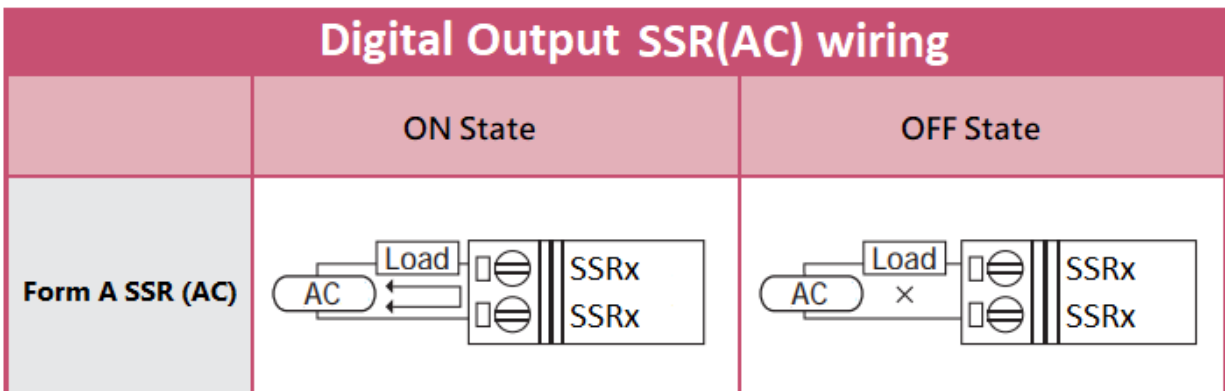 Digital Output SSR(AC) wiring
ON State
OFF State
Form A SSR (AC)
Load
AC
SSRx
SSRx
Load
AC
×
SSRx
SSRx